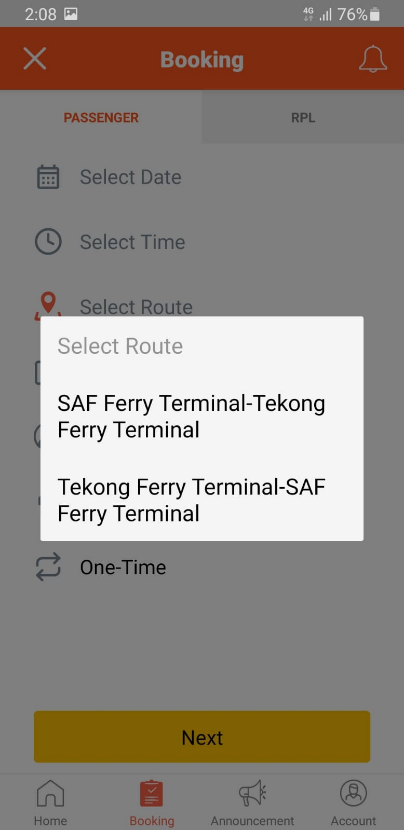 2:08 4G 76%
Booking
PASSENGER RPL
Select Date
Select Time
Select Route
Select Route
SAF Ferry Terminal-Tekong
Ferry Terminal
Tekong Ferry Terminal-SAF
Ferry Terminal
One-Time
Next
Home Booking Announcement Account